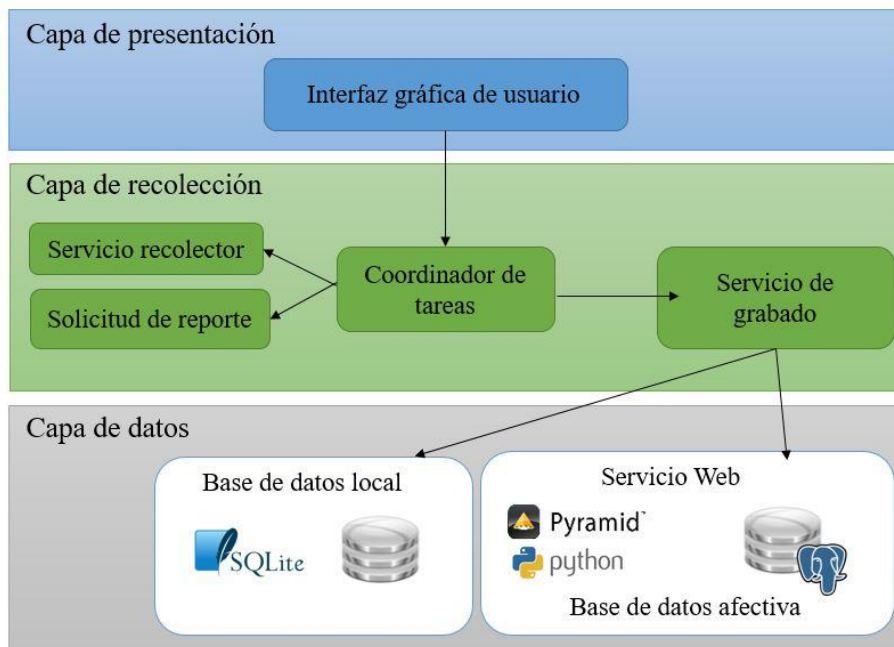 Capa de presentación
Interfaz gráfica de usuario
Capa de recolección
Servicio recolector
Solicitud de reporte
Coordinador de
tareas
Servicio de
grabado
Capa de datos
Base de datos local
SQLite
Servicio Web
Pyramid™
python
Base de datos afectiva